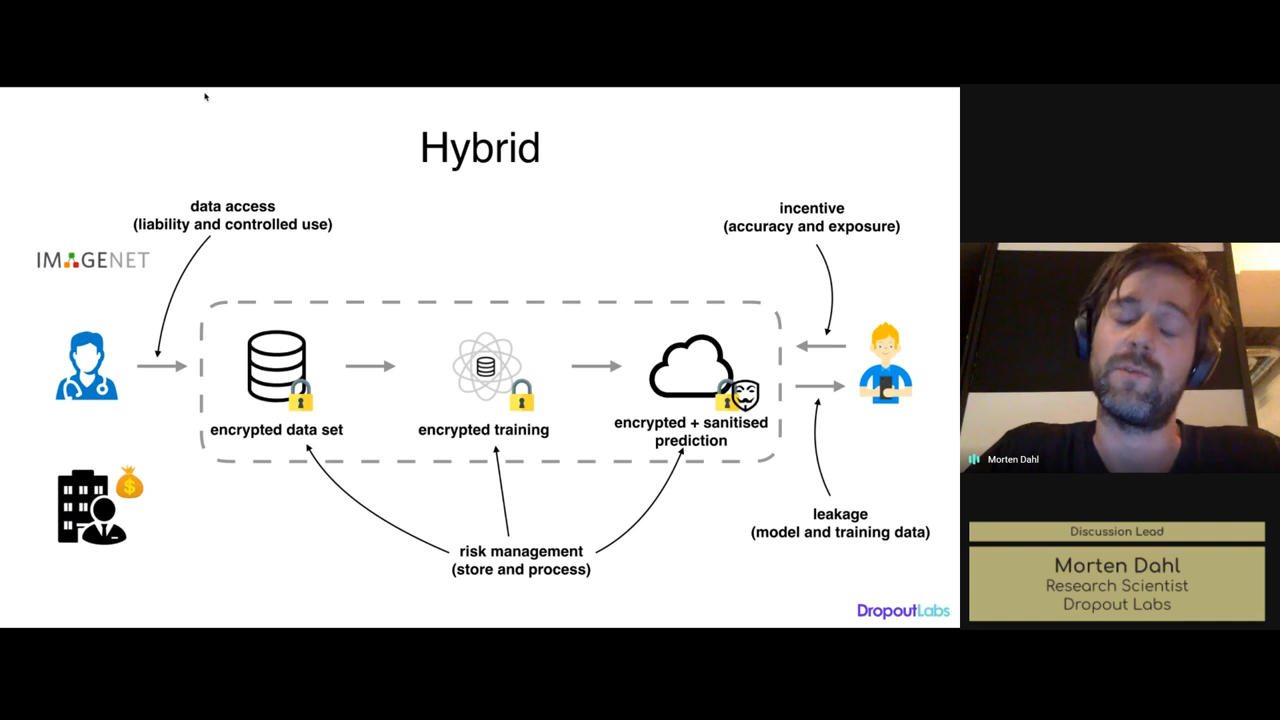 Hybrid
data access
(liability and controlled use)
incentive
(accuracy and exposure)
IMAGENET
encrypted data set
encrypted training
encrypted + sanitised
prediction
risk management
(store and process)
leakage
(model and training data)
DropoutLabs
Morten Dahl
Discussion Lead
Morten Dahl
Research Scientist
Dropout Labs